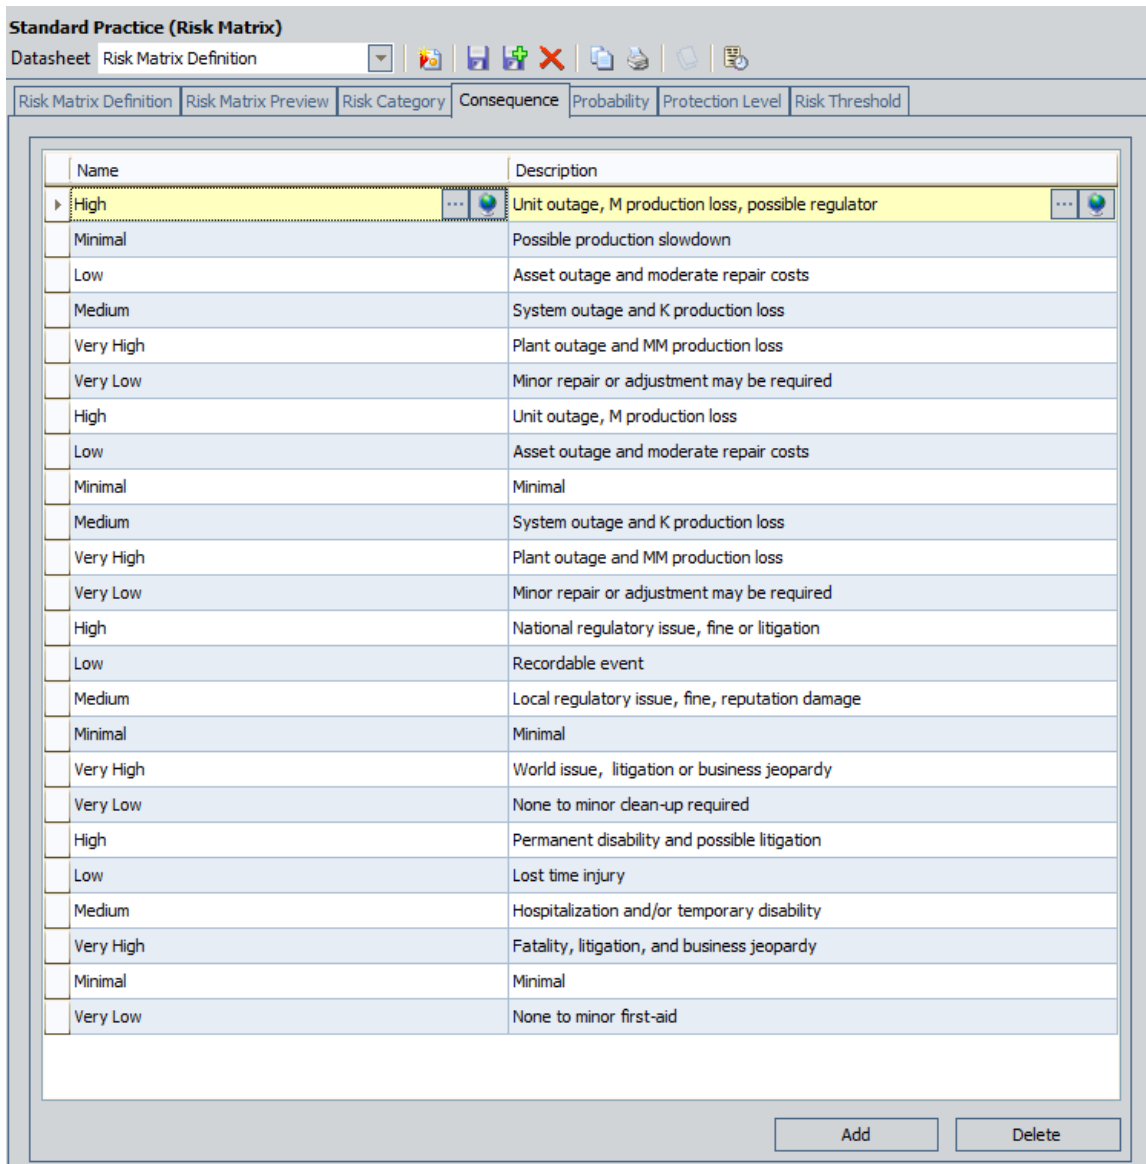 Standard Practice (Risk Matrix)
Datasheet Risk Matrix Definition
Risk Matrix Definition Risk Matrix Preview Risk Category Consequence Probability Protection Level Risk Threshold
Name Description
High ... Unit outage, M production loss, possible regulator ...
Minimal Possible production slowdown
Low Asset outage and moderate repair costs
Medium System outage and K production loss
Very High Plant outage and MM production loss
Very Low Minor repair or adjustment may be required
High Unit outage, M production loss
Low Asset outage and moderate repair costs
Minimal Minimal
Medium System outage and K production loss
Very High Plant outage and MM production loss
Very Low Minor repair or adjustment may be required
High National regulatory issue, fine or litigation
Low Recordable event
Medium Local regulatory issue, fine, reputation damage
Minimal Minimal
Very High World issue,  litigation or business jeopardy
Very Low None to minor clean-up required
High Permanent disability and possible litigation
Low Lost time injury
Medium Hospitalization and/or temporary disability
Very High Fatality, litigation, and business jeopardy
Minimal Minimal
Very Low None to minor first-aid
Add Delete